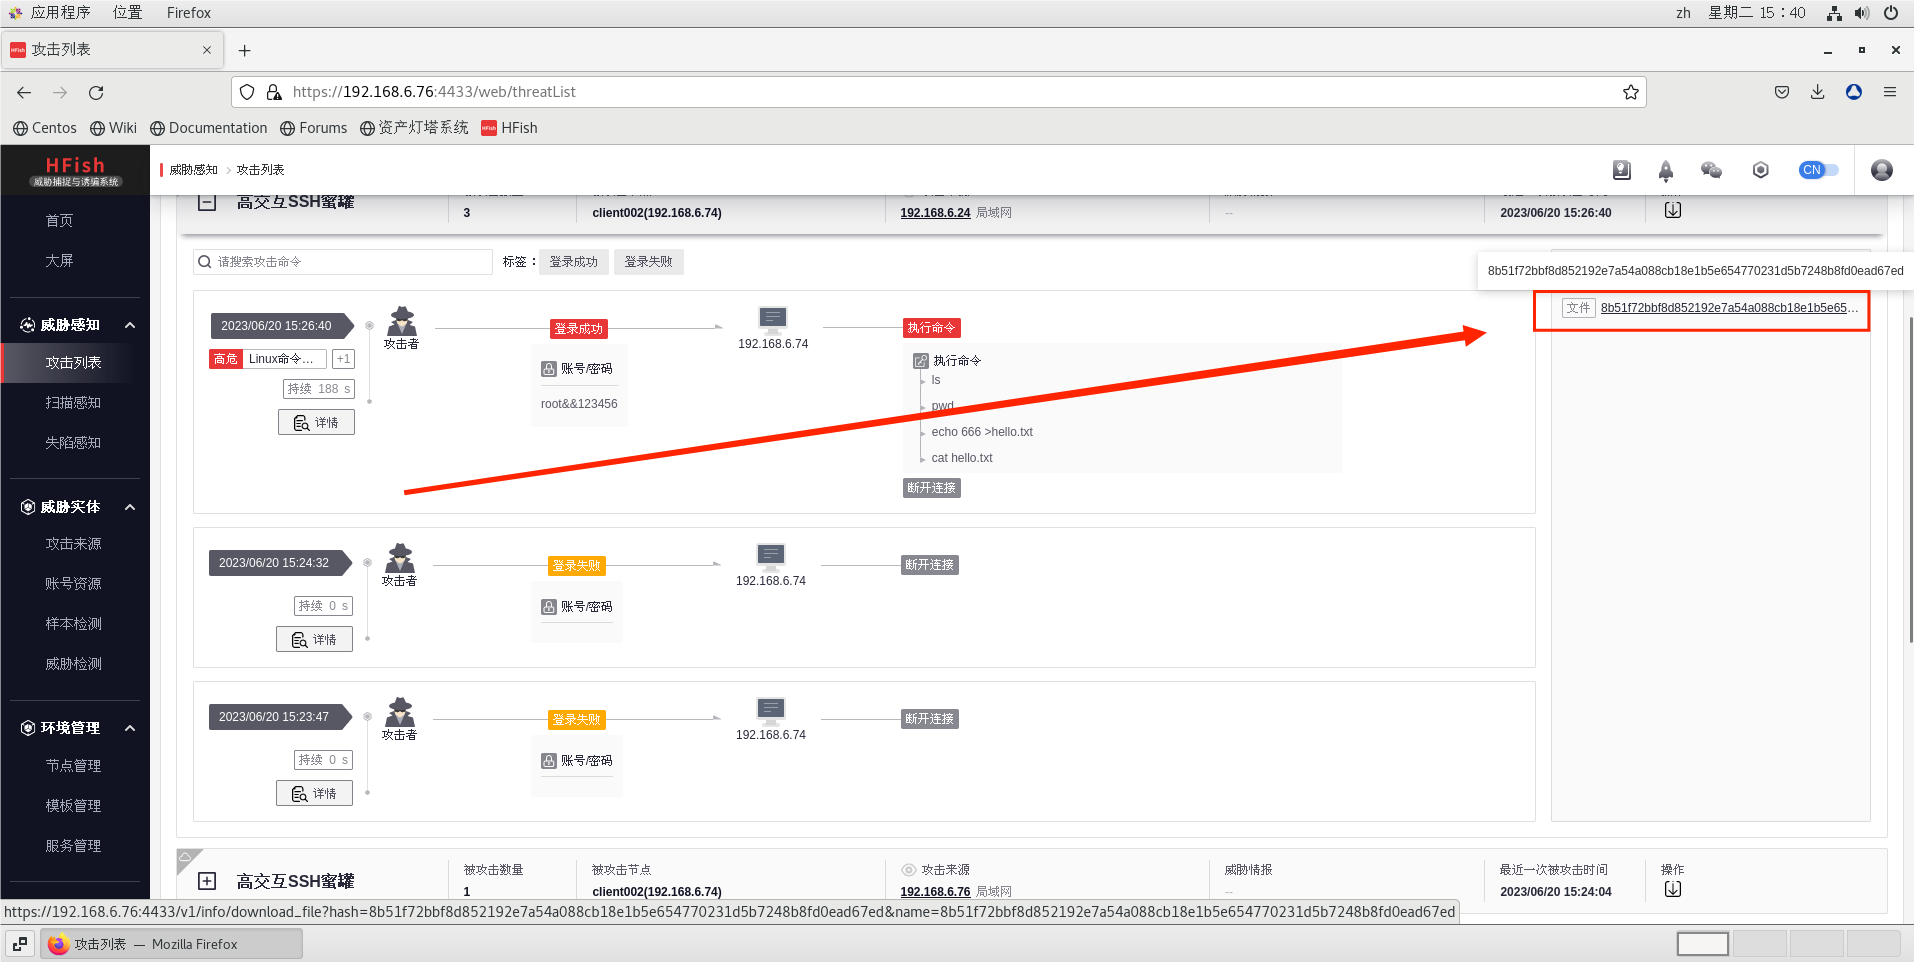 应用程序 位置 Firefox zh 星期二 15：40
攻击列表
https://192.168.6.76:4433/web/threatList
Centos Wiki Documentation Forums 资产灯塔系统 HFish
HFish
威胁捕捉与诱骗系统
威胁感知 攻击列表 CN
首页
大屏
威胁感知
攻击列表
扫描感知
失陷感知
威胁实体
攻击来源
账号资源
样本检测
威胁检测
环境管理
节点管理
模板管理
服务管理
高交互SSH蜜罐
3 client002(192.168.6.74) 192.168.6.24 局域网 -- 2023/06/20 15:26:40
请搜索攻击命令 标签： 登录成功 登录失败
8b51f72bbf8d852192e7a54a088cb18e1b5e654770231d5b7248b8fd0ead67ed
文件 8b51f72bbf8d852192e7a54a088cb18e1b5e65...
2023/06/20 15:26:40 攻击者 登录成功 192.168.6.74 执行命令
高危 Linux命令... +1
持续 188 s
详情
账号/密码
root&&123456
执行命令
ls
pwd
echo 666 >hello.txt
cat hello.txt
断开连接
2023/06/20 15:24:32 攻击者 登录失败 192.168.6.74 断开连接
持续 0 s
详情
账号/密码
2023/06/20 15:23:47 攻击者 登录失败 192.168.6.74 断开连接
持续 0 s
详情
账号/密码
高交互SSH蜜罐
被攻击数量 被攻击节点 攻击来源 威胁情报 最近一次被攻击时间 操作
1 client002(192.168.6.74) 192.168.6.76 局域网 -- 2023/06/20 15:24:04
https://192.168.6.76:4433/v1/info/download_file?hash=8b51f72bbf8d852192e7a54a088cb18e1b5e654770231d5b7248b8fd0ead67ed&name=8b51f72bbf8d852192e7a54a088cb18e1b5e654770231d5b7248b8fd0ead67ed
攻击列表 — Mozilla Firefox